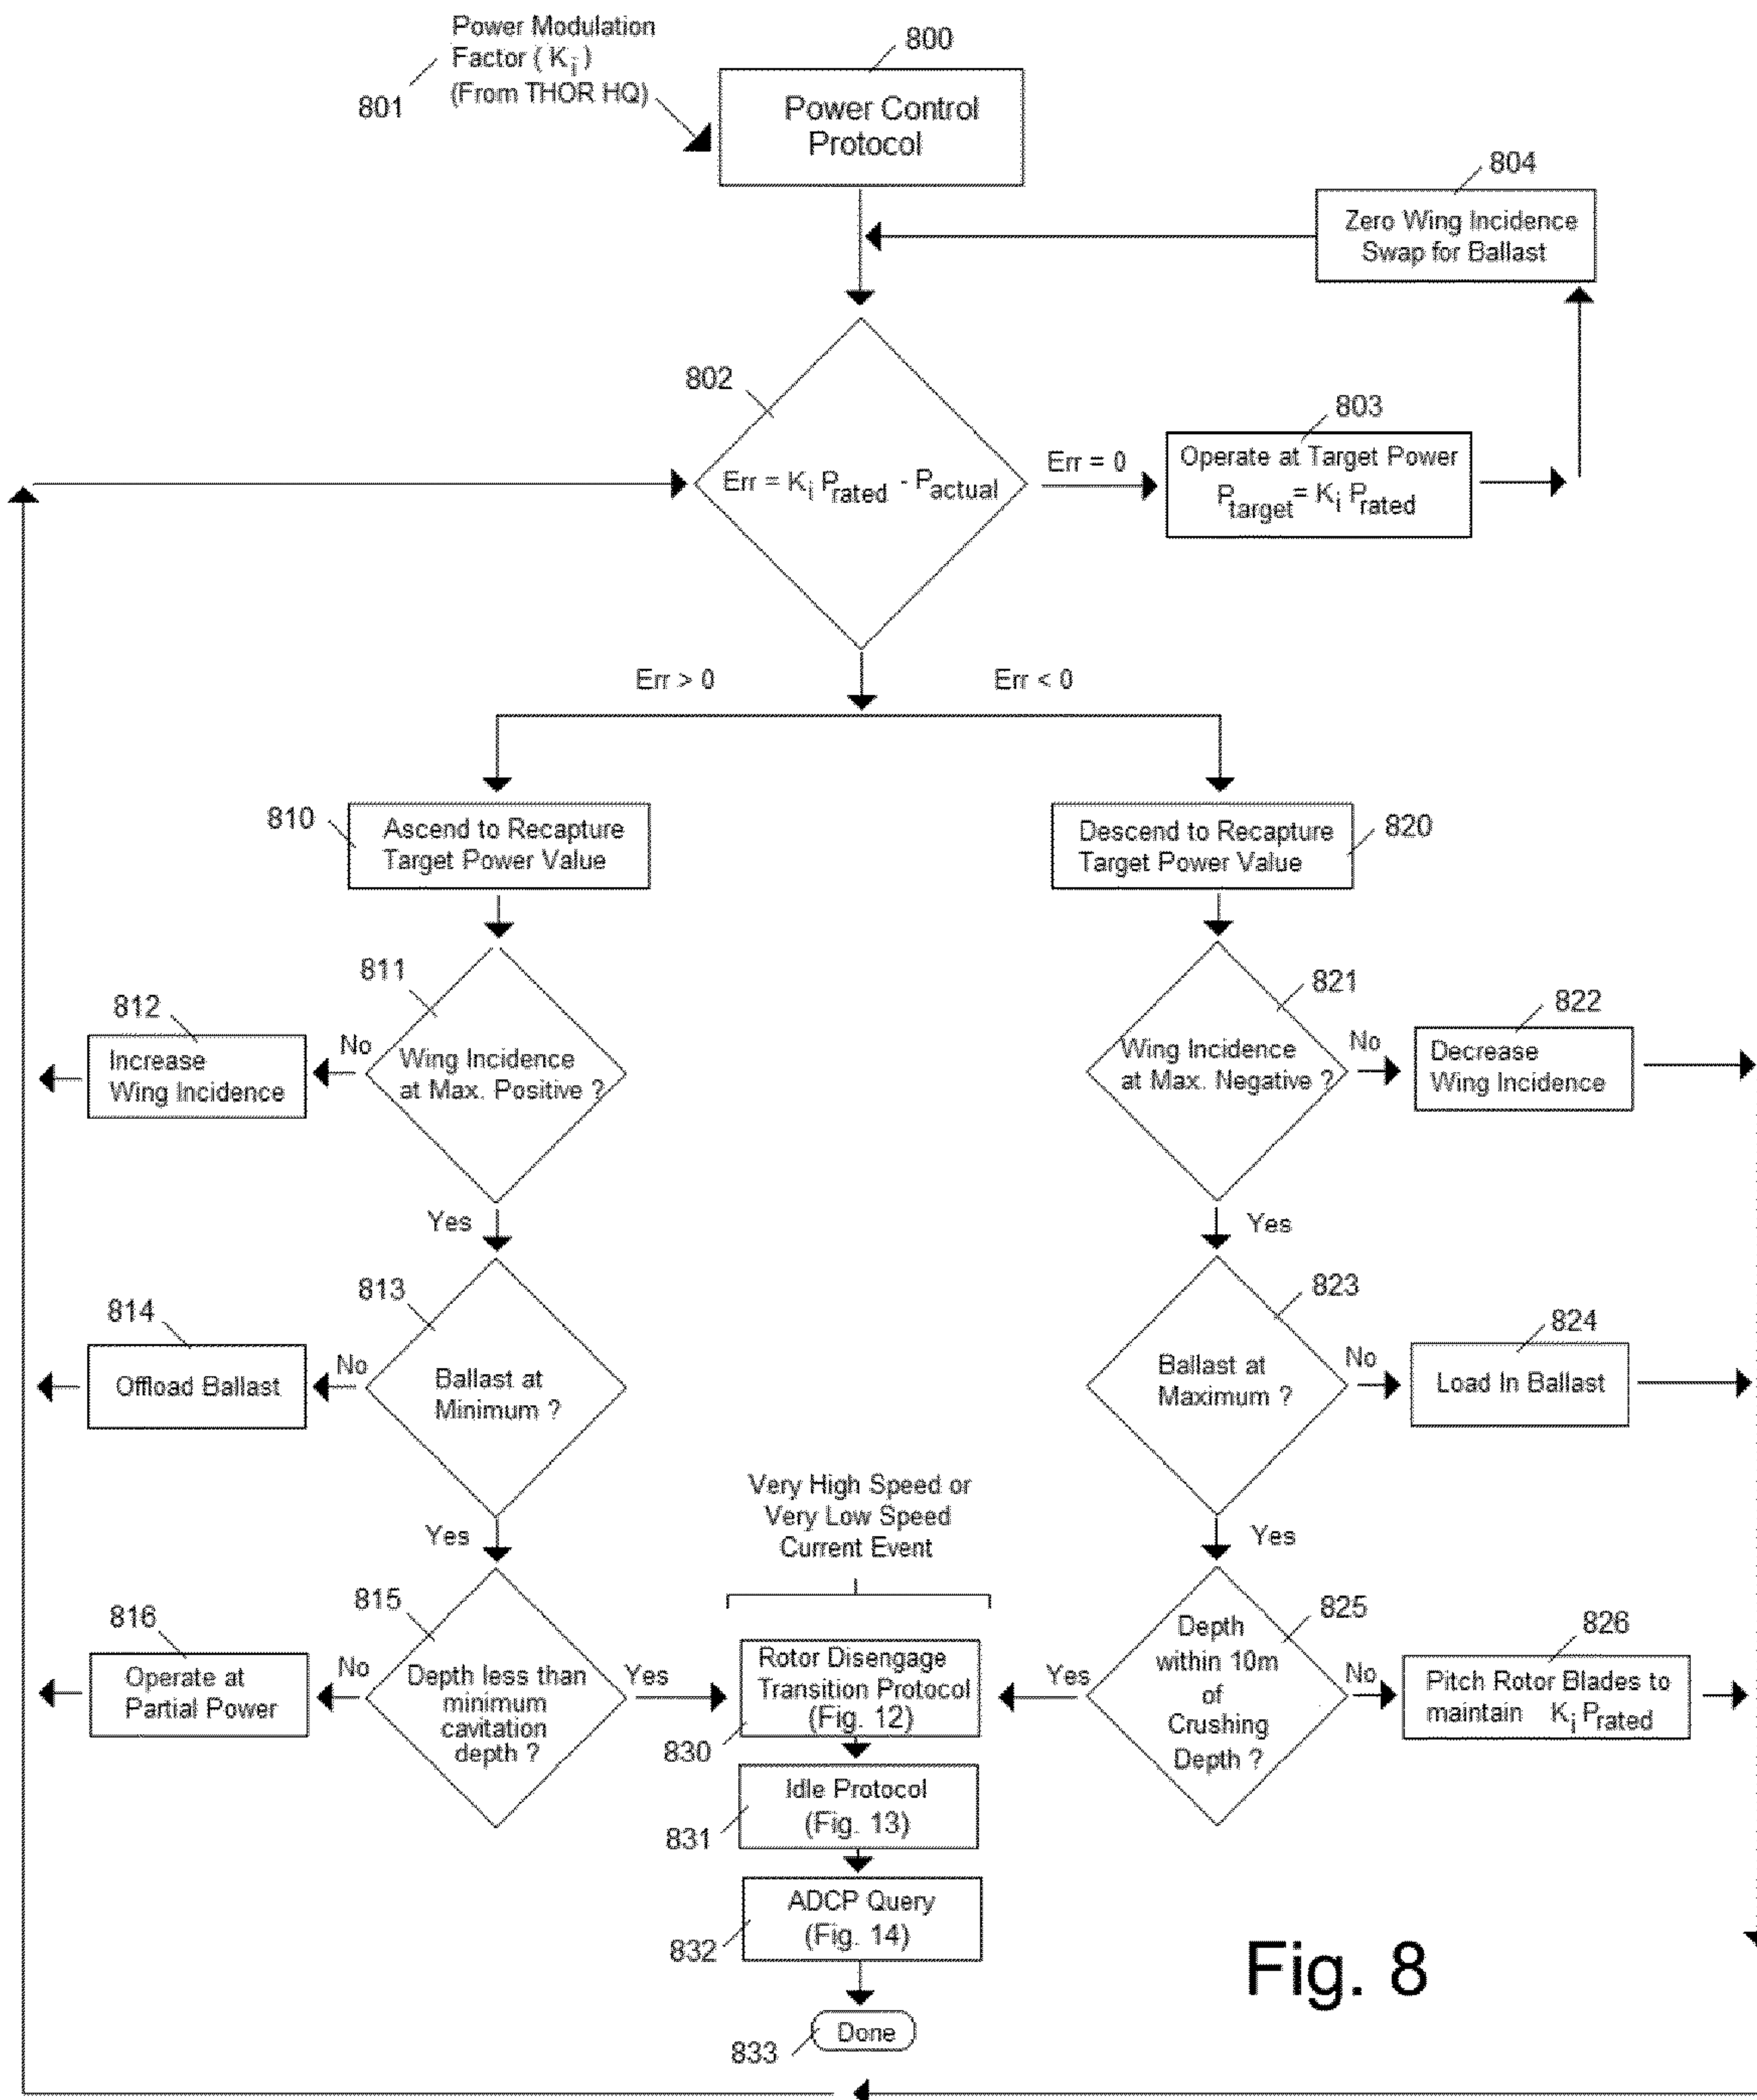 Power Modulation
Factor ( Ki )
(From THOR HQ)
801
800
Power Control
Protocol
804
Zero Wing Incidence
Swap for Ballast
802
Err = Ki Prated - Pactual
Err = 0
803
Operate at Target Power
Ptarget = Ki Prated
Err > 0
Err < 0
810
Ascend to Recapture
Target Power Value
Descend to Recapture
Target Power Value
820
811
Wing Incidence
at Max. Positive ?
No
812
Increase
Wing Incidence
821
Wing Incidence
at Max. Negative ?
No
822
Decrease
Wing Incidence
Yes
Yes
813
Ballast at
Minimum ?
No
814
Offload Ballast
823
Ballast at
Maximum ?
No
824
Load In Ballast
Yes
Yes
Very High Speed or
Very Low Speed
Current Event
815
Depth less than
minimum
cavitation
depth ?
No
816
Operate at
Partial Power
Yes
Rotor Disengage
Transition Protocol
(Fig. 12)
830
Yes
825
Depth
within 10m
of
Crushing
Depth ?
No
826
Pitch Rotor Blades to
maintain Ki Prated
Idle Protocol
(Fig. 13)
831
ADCP Query
(Fig. 14)
832
Done
833
Fig. 8